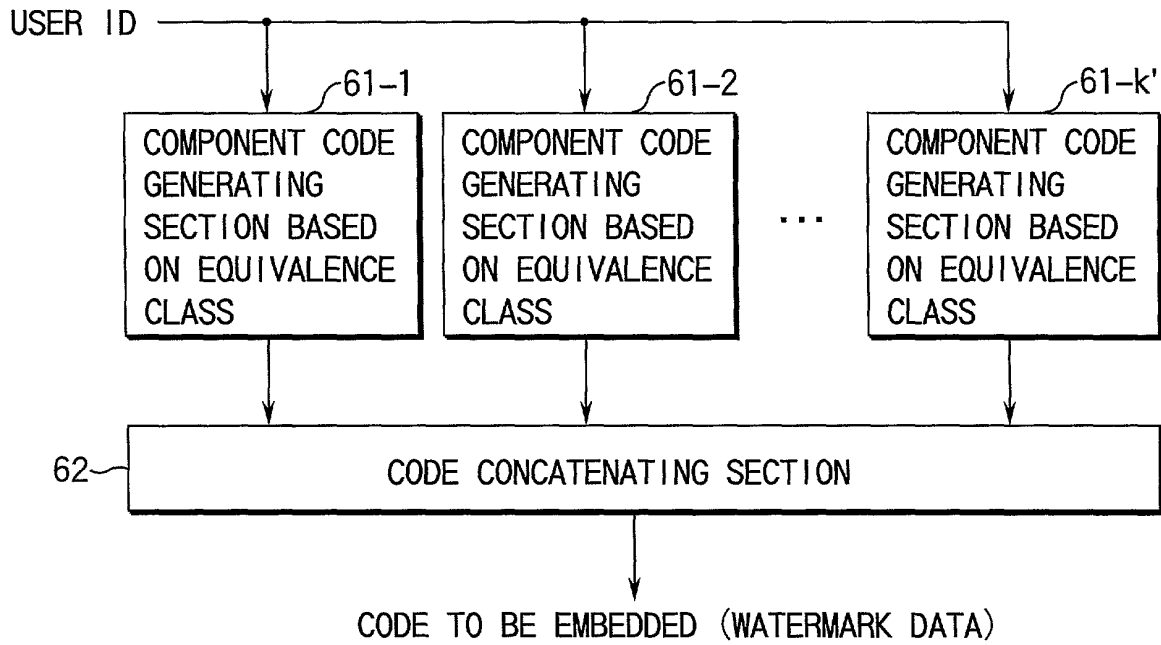 USER ID
61-1
61-2
61-k'
COMPONENT CODE
GENERATING
SECTION BASED
ON EQUIVALENCE
CLASS
COMPONENT CODE
GENERATING
SECTION BASED
ON EQUIVALENCE
CLASS
...
COMPONENT CODE
GENERATING
SECTION BASED
ON EQUIVALENCE
CLASS
62
CODE CONCATENATING SECTION
CODE TO BE EMBEDDED (WATERMARK DATA)